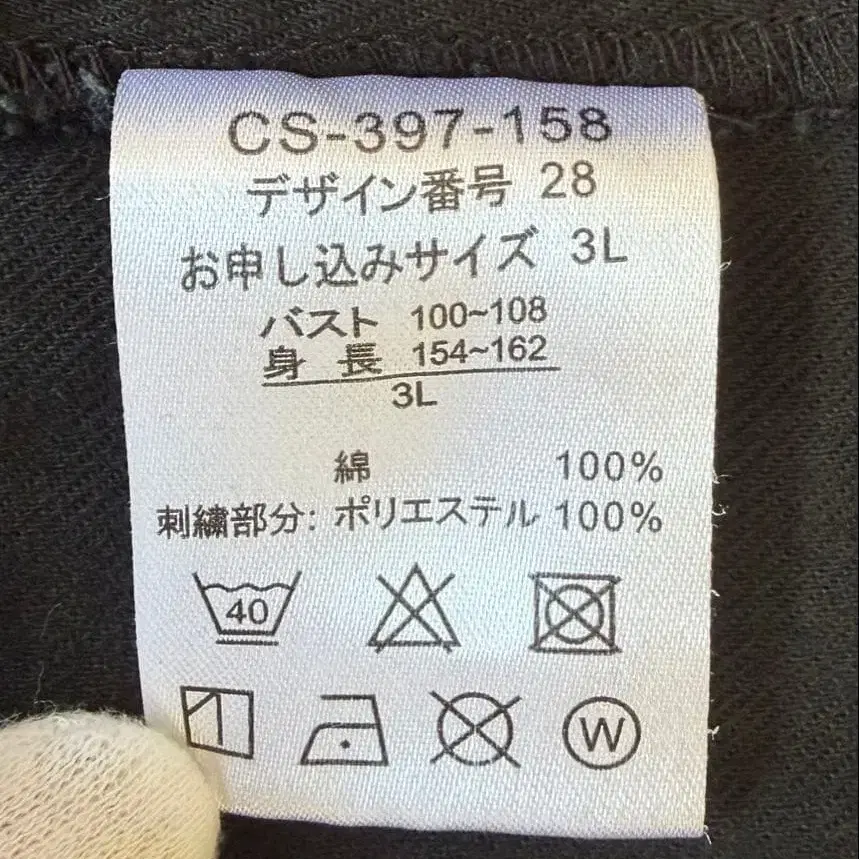 CS-397-158
デザイン番号 28
お申し込みサイズ 3L
バスト 100~108
身 長 154~162
3L
綿 100%
刺繍部分: ポリエステル 100%
40
W